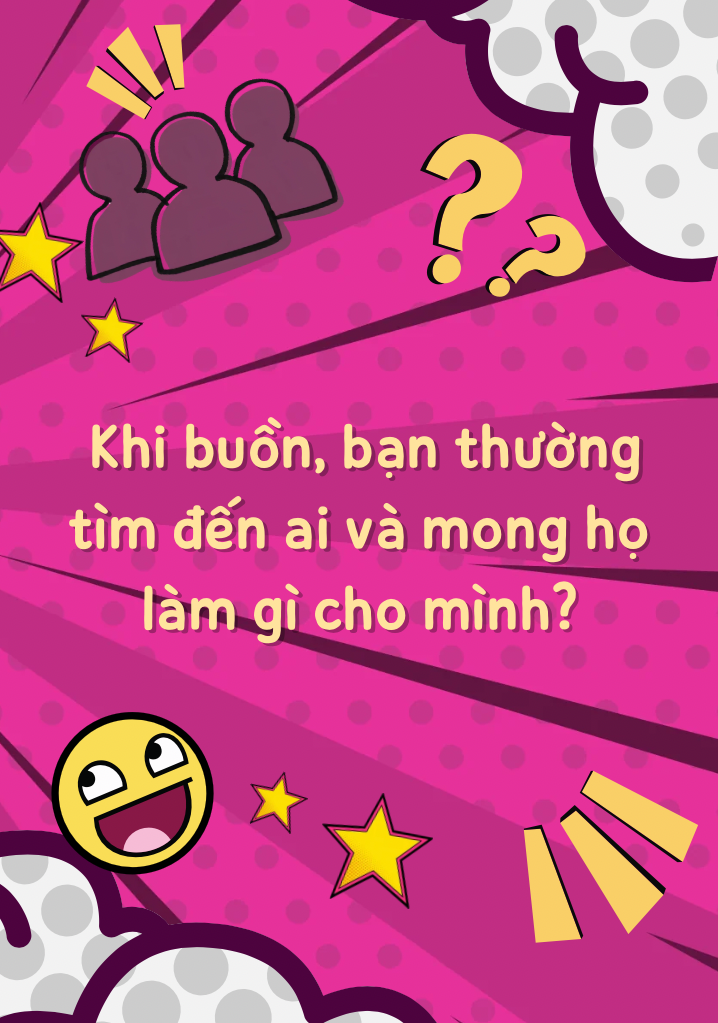 Khi buồn, bạn thường
tìm đến ai và mong họ
làm gì cho mình?